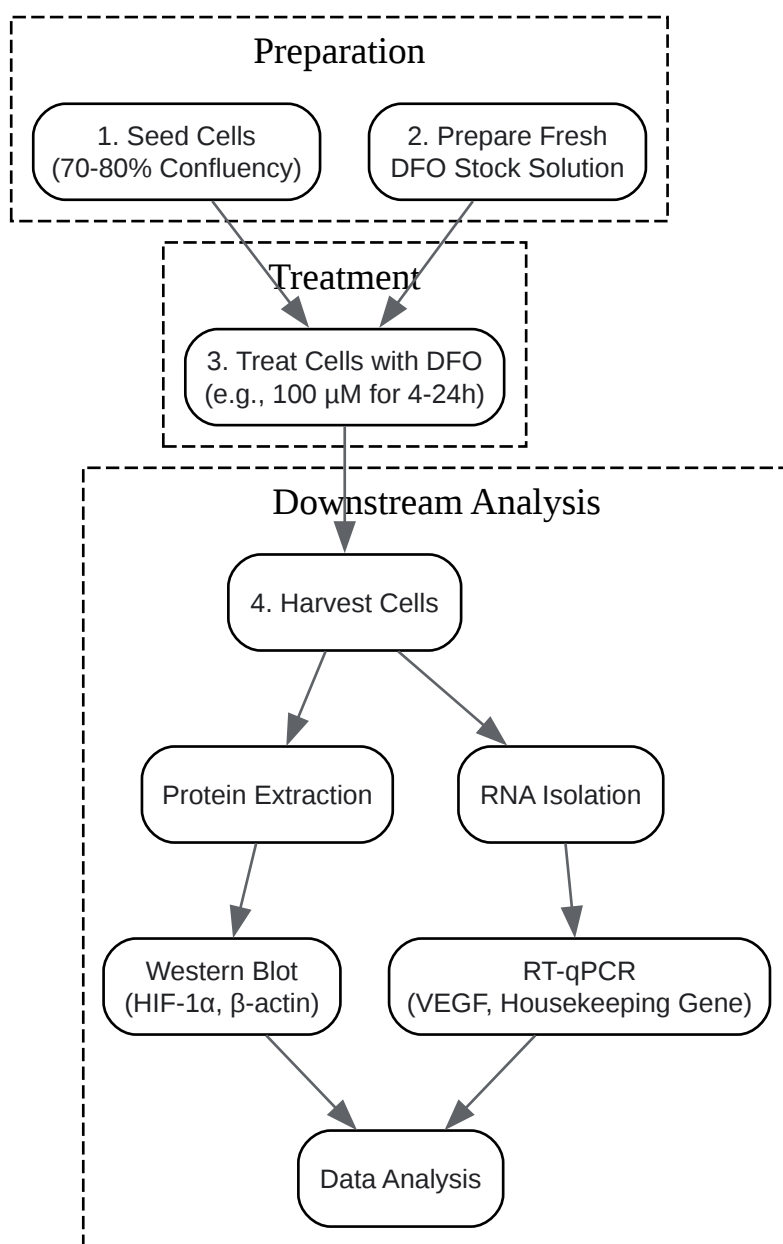 Preparation
1. Seed Cells
(70-80% Confluency)
2. Prepare Fresh
DFO Stock Solution
Treatment
3. Treat Cells with DFO
(e.g., 100 µM for 4-24h)
Downstream Analysis
4. Harvest Cells
Protein Extraction
RNA Isolation
Western Blot
(HIF-1α, β-actin)
RT-qPCR
(VEGF, Housekeeping Gene)
Data Analysis